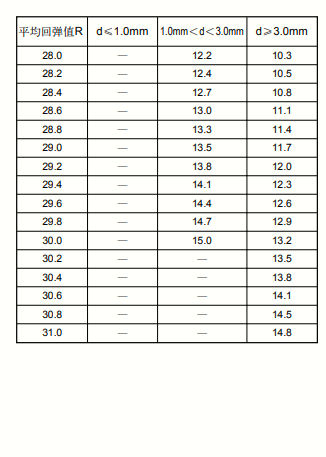 平均回弹值R d≤1.0mm 1.0mm<d<3.0mm d≥3.0mm
28.0 — 12.2 10.3
28.2 — 12.4 10.5
28.4 — 12.7 10.8
28.6 — 13.0 11.1
28.8 — 13.3 11.4
29.0 — 13.5 11.7
29.2 — 13.8 12.0
29.4 — 14.1 12.3
29.6 — 14.4 12.6
29.8 — 14.7 12.9
30.0 — 15.0 13.2
30.2 — — 13.5
30.4 — — 13.8
30.6 — — 14.1
30.8 — — 14.5
31.0 — — 14.8